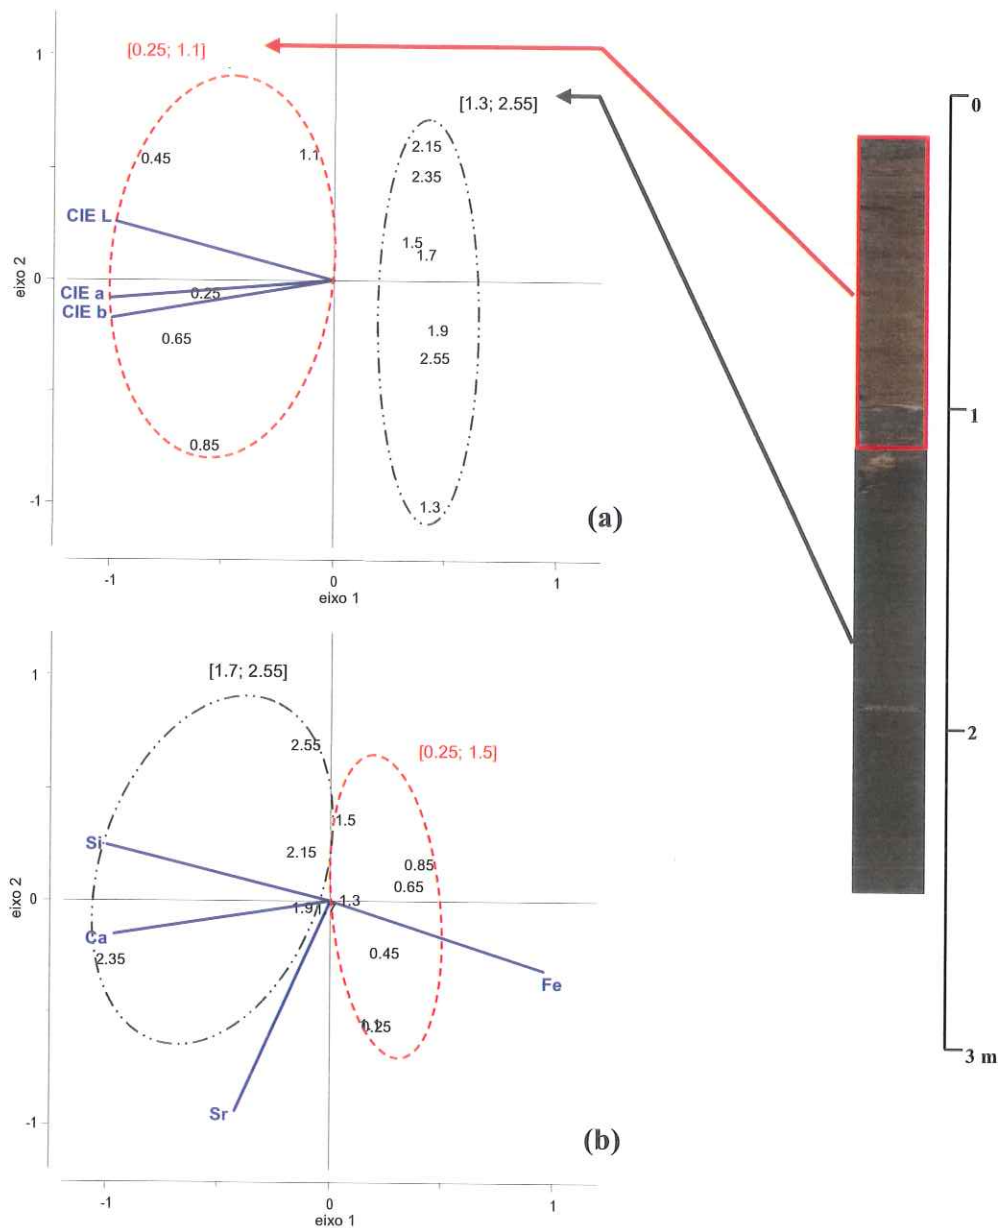 1
[0.25; 1.1]
[1.3; 2.55]
0
2.15
0.45
1.1
2.35
CIE L
1.5
1.7
eixo 2
0
CIE a
0.25
CIE b
1.9
0.65
2.55
0.85
1
-1
1.3
(a)
-1
0
1
eixo 1
[1.7; 2.55]
1
[0.25; 1.5]
2.55
2
1.5
Si
2.15
0.85
0.65
eixo 2
0
1.9
1.3
Ca
0.45
2.35
Fe
0.25
3 m
Sr
-1
(b)
-1
0
1
eixo 1